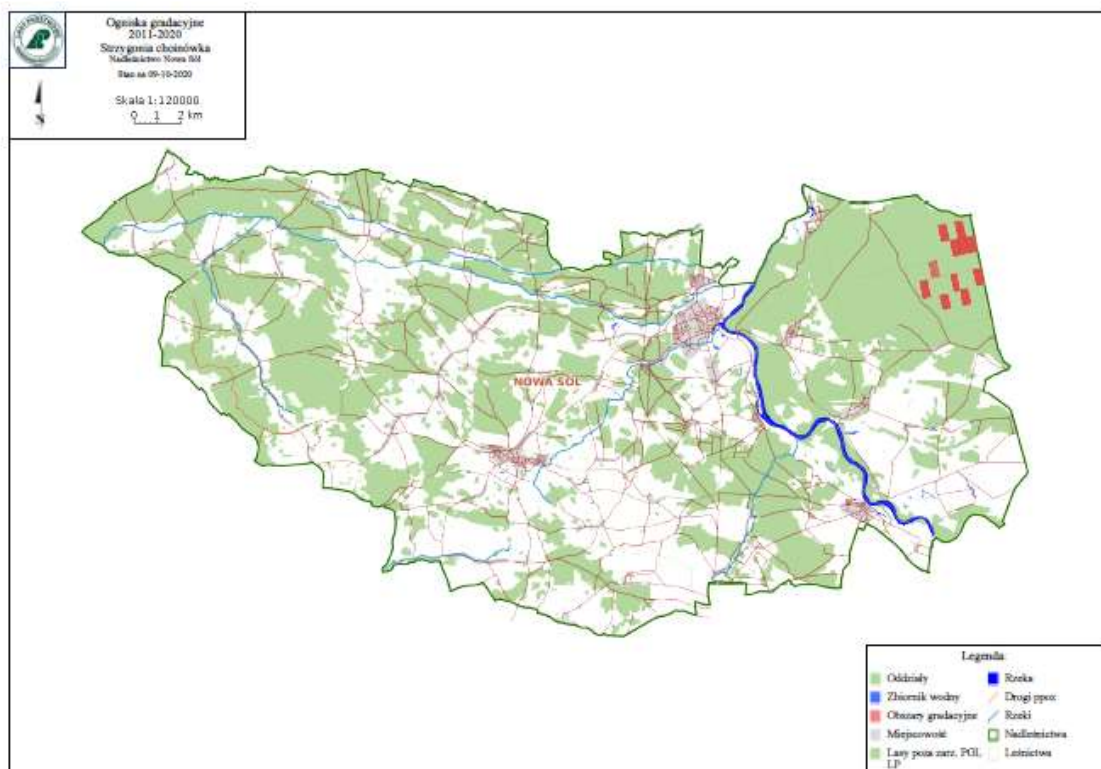 Ogniska gradacyjne
2011-2020
Strzygonia choinówka
Nadleśnictwo Nowa Sól
Stan na 09-10-2020
Skala 1:120000
0 1 2 km
N
NOWA SÓL
Legenda
Oddziały
Zbiornik wodny
Obszary gradacyjne
Miejscowość
Lasy poza zarz. PGL
LP
Rzeka
Drogi ppoż
Rzeki
Nadleśnictwa
Leśnictwa